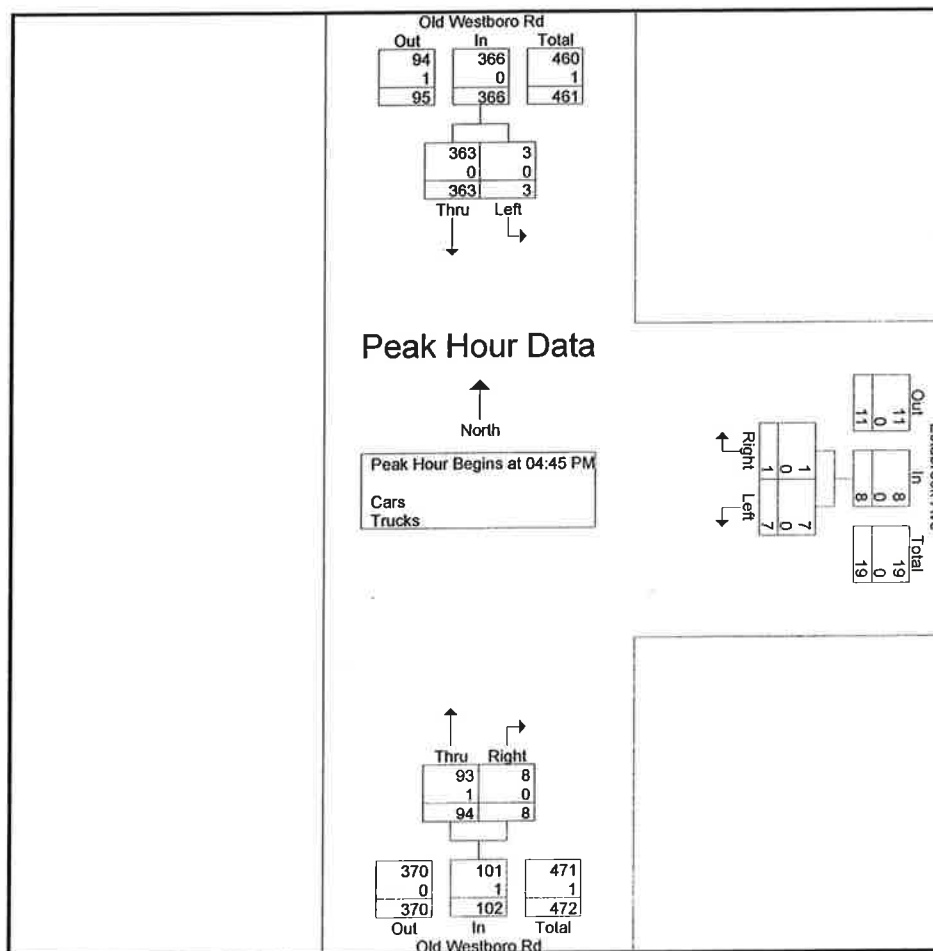 Old Westboro Rd
Out In Total
94 366 460
1 0 1
95 366 461
363 3
0 0
363 3
Thru Left
Peak Hour Data
North
Peak Hour Begins at 04:45 PM
Cars
Trucks
Out In Total
11 8 19
0 0 0
11 8 19
1 7
0 0
1 7
Right Left
Thru Right
93 8
1 0
94 8
370 101 471
0 1 1
370 102 472
Out In Total
Old Westboro Rd